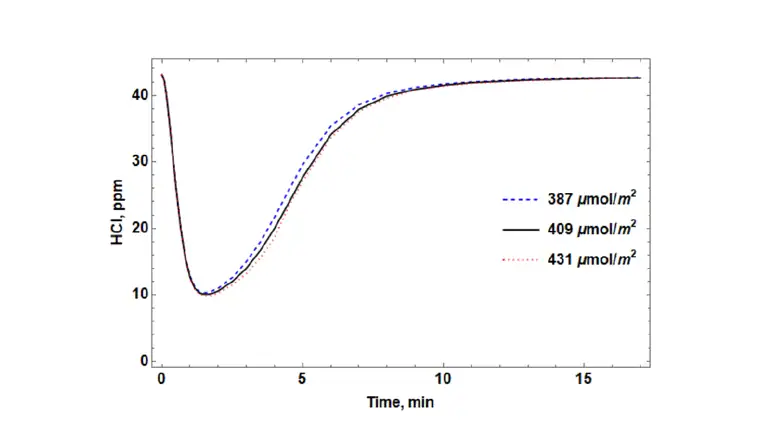 40
30
20
10
0
HCl, ppm
387 μmol/m²
409 μmol/m²
431 μmol/m²
0 5 10 15
Time, min